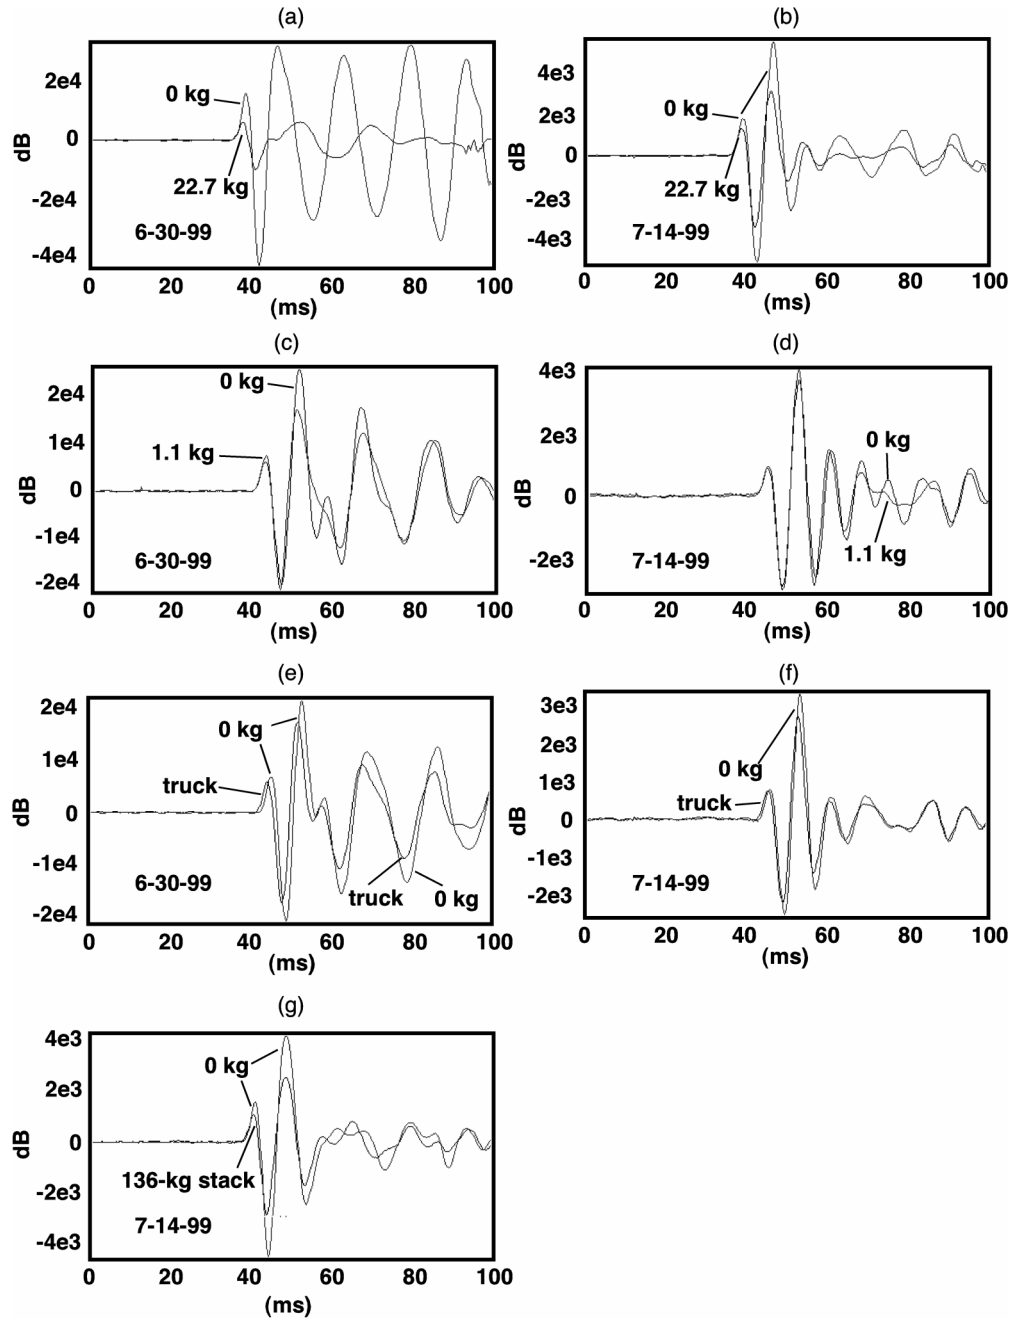 (a)
dB
2e4
0
-2e4
-4e4
0 kg
22.7 kg
6-30-99
0 20 40 60 80 100
(ms)
(b)
dB
4e3
2e3
0
-2e3
-4e3
0 kg
22.7 kg
7-14-99
0 20 40 60 80 100
(ms)
(c)
dB
2e4
1e4
0
-1e4
-2e4
0 kg
1.1 kg
6-30-99
0 20 40 60 80 100
(ms)
(d)
dB
4e3
2e3
0
-2e3
0 kg
1.1 kg
7-14-99
0 20 40 60 80 100
(ms)
(e)
dB
2e4
1e4
0
-1e4
-2e4
0 kg
truck
truck
0 kg
6-30-99
0 20 40 60 80 100
(ms)
(f)
dB
3e3
2e3
1e3
0
-1e3
-2e3
0 kg
truck
7-14-99
0 20 40 60 80 100
(ms)
(g)
dB
4e3
2e3
0
-2e3
-4e3
0 kg
136-kg stack
7-14-99
0 20 40 60 80 100
(ms)